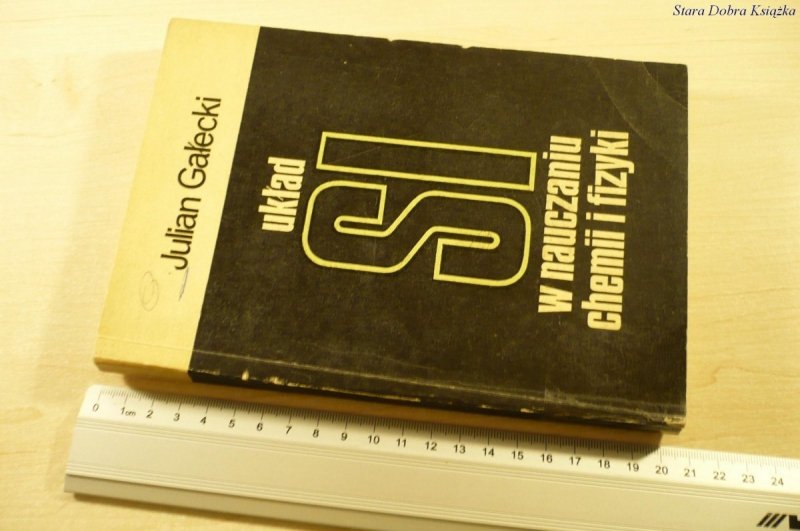 Stara Dobra Książka
Julian Gałecki
układ
SI
w nauczaniu
chemii i fizyki
0 1cm 2 3 4 5 6 7 8 9 10 11 12 13 14 15 16 17 18 19 20 21 22 23 24